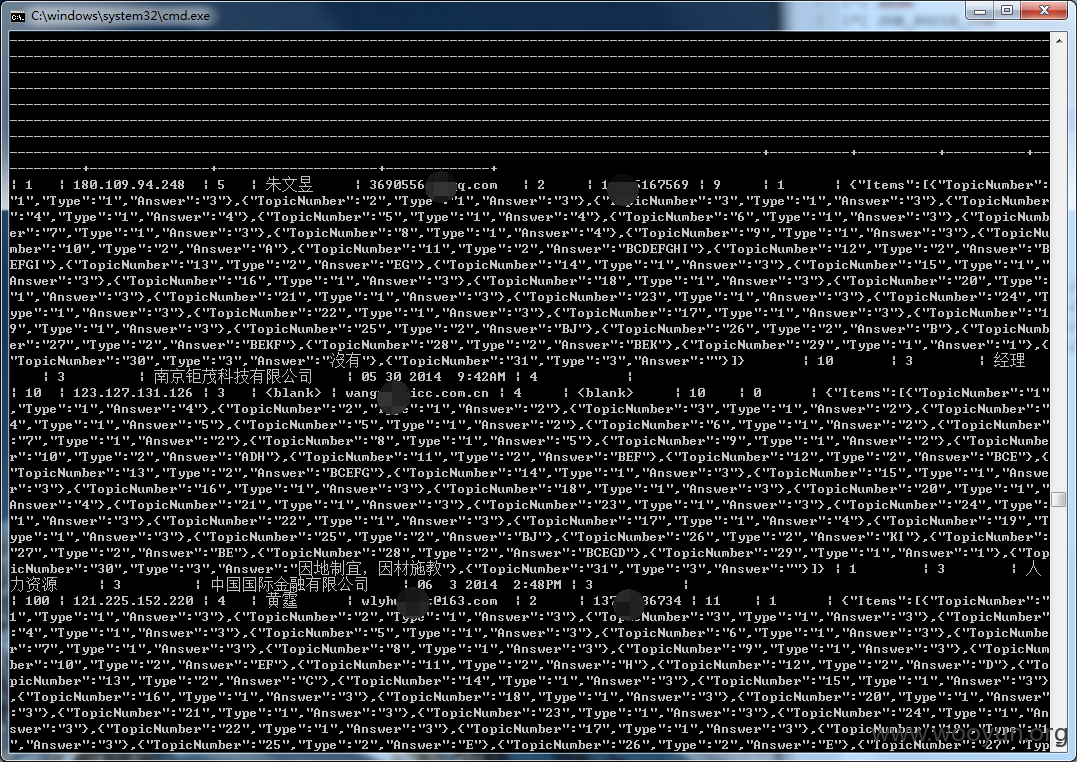 C:\windows\system32\cmd.exe
| 1 | 180.109.94.248 | 5 | 朱文昱 | 3690556 q.com | 2 | 1 5167569 | 9 | 1 | {"Items":[{"TopicNumber":
"1","Type":"1","Answer":"3"},{"TopicNumber":"2","Type":"1","Answer":"3"},{"TopicNumber":"3","Type":"1","Answer":"3"},{"TopicNumber":
"4","Type":"1","Answer":"4"},{"TopicNumber":"5","Type":"1","Answer":"4"},{"TopicNumber":"6","Type":"1","Answer":"3"},{"TopicNumb
er":"7","Type":"1","Answer":"3"},{"TopicNumber":"8","Type":"1","Answer":"4"},{"TopicNumber":"9","Type":"1","Answer":"3"},{"TopicNu
mber":"10","Type":"2","Answer":"A"},{"TopicNumber":"11","Type":"2","Answer":"BCDEFGHI"},{"TopicNumber":"12","Type":"2","Answer":"B
EFGI"},{"TopicNumber":"13","Type":"2","Answer":"EG"},{"TopicNumber":"14","Type":"1","Answer":"3"},{"TopicNumber":"15","Type":"1","
Answer":"3"},{"TopicNumber":"16","Type":"1","Answer":"3"},{"TopicNumber":"18","Type":"1","Answer":"3"},{"TopicNumber":"20","Type":
"1","Answer":"3"},{"TopicNumber":"21","Type":"1","Answer":"3"},{"TopicNumber":"23","Type":"1","Answer":"3"},{"TopicNumber":"24","T
ype":"1","Answer":"3"},{"TopicNumber":"22","Type":"1","Answer":"3"},{"TopicNumber":"17","Type":"1","Answer":"3"},{"TopicNumber":"1
9","Type":"1","Answer":"3"},{"TopicNumber":"25","Type":"2","Answer":"BJ"},{"TopicNumber":"26","Type":"2","Answer":"B"},{"TopicNumb
er":"27","Type":"2","Answer":"BEKF"},{"TopicNumber":"28","Type":"2","Answer":"BEK"},{"TopicNumber":"29","Type":"1","Answer":"1"},{
"TopicNumber":"30","Type":"3","Answer":"没有"},{"TopicNumber":"31","Type":"3","Answer":""}]} | 10 | 3 | 经理
| 3 | 南京钜茂科技有限公司 | 05 30 2014 9:42AM | 4 |
| 10 | 123.127.131.126 | 3 | <blank> | wang icc.com.cn | 4 | <blank> | 10 | 0 | {"Items":[{"TopicNumber":"1"
,"Type":"1","Answer":"4"},{"TopicNumber":"2","Type":"1","Answer":"2"},{"TopicNumber":"3","Type":"1","Answer":"2"},{"TopicNumber":"
4","Type":"1","Answer":"5"},{"TopicNumber":"5","Type":"1","Answer":"2"},{"TopicNumber":"6","Type":"1","Answer":"2"},{"TopicNumber"
:"7","Type":"1","Answer":"2"},{"TopicNumber":"8","Type":"1","Answer":"5"},{"TopicNumber":"9","Type":"1","Answer":"2"},{"TopicNumbe
r":"10","Type":"2","Answer":"ADH"},{"TopicNumber":"11","Type":"2","Answer":"BEF"},{"TopicNumber":"12","Type":"2","Answer":"BCE"},{
"TopicNumber":"13","Type":"2","Answer":"BCEFG"},{"TopicNumber":"14","Type":"1","Answer":"3"},{"TopicNumber":"15","Type":"1","Answe
r":"3"},{"TopicNumber":"16","Type":"1","Answer":"3"},{"TopicNumber":"18","Type":"1","Answer":"3"},{"TopicNumber":"20","Type":"1","
Answer":"4"},{"TopicNumber":"21","Type":"1","Answer":"3"},{"TopicNumber":"23","Type":"1","Answer":"3"},{"TopicNumber":"24","Type":
"1","Answer":"3"},{"TopicNumber":"22","Type":"1","Answer":"3"},{"TopicNumber":"17","Type":"1","Answer":"4"},{"TopicNumber":"19","T
ype":"1","Answer":"3"},{"TopicNumber":"25","Type":"2","Answer":"BJ"},{"TopicNumber":"26","Type":"2","Answer":"KI"},{"TopicNumber":
"27","Type":"2","Answer":"BE"},{"TopicNumber":"28","Type":"2","Answer":"BCEGD"},{"TopicNumber":"29","Type":"1","Answer":"1"},{"Top
icNumber":"30","Type":"3","Answer":"因地制宜，因材施教"},{"TopicNumber":"31","Type":"3","Answer":""}]} | 1 | 3 | 人
力资源 | 3 | 中国国际金融有限公司 | 06 3 2014 2:48PM | 3 |
| 100 | 121.225.152.220 | 4 | 黄霆 | wlyh @163.com | 2 | 137 36734 | 11 | 1 | {"Items":[{"TopicNumber":"
1","Type":"1","Answer":"3"},{"TopicNumber":"2","Type":"1","Answer":"3"},{"TopicNumber":"3","Type":"1","Answer":"3"},{"TopicNumber"
:"4","Type":"1","Answer":"3"},{"TopicNumber":"5","Type":"1","Answer":"3"},{"TopicNumber":"6","Type":"1","Answer":"3"},{"TopicNumbe
r":"7","Type":"1","Answer":"3"},{"TopicNumber":"8","Type":"1","Answer":"3"},{"TopicNumber":"9","Type":"1","Answer":"3"},{"TopicNum
ber":"10","Type":"2","Answer":"EF"},{"TopicNumber":"11","Type":"2","Answer":"H"},{"TopicNumber":"12","Type":"2","Answer":"D"},{"To
picNumber":"13","Type":"2","Answer":"C"},{"TopicNumber":"14","Type":"1","Answer":"3"},{"TopicNumber":"15","Type":"1","Answer":"3"}
,{"TopicNumber":"16","Type":"1","Answer":"3"},{"TopicNumber":"18","Type":"1","Answer":"3"},{"TopicNumber":"20","Type":"1","Answer"
:"3"},{"TopicNumber":"21","Type":"1","Answer":"3"},{"TopicNumber":"23","Type":"1","Answer":"3"},{"TopicNumber":"24","Type":"1","An
swer":"3"},{"TopicNumber":"22","Type":"1","Answer":"3"},{"TopicNumber":"17","Type":"1","Answer":"3"},{"TopicNumber":"19","Type":"1
","Answer":"3"},{"TopicNumber":"25","Type":"2","Answer":"E"},{"TopicNumber":"26","Type":"2","Answer":"E"},{"TopicNumber":"27","Typ
www.wooyun.org